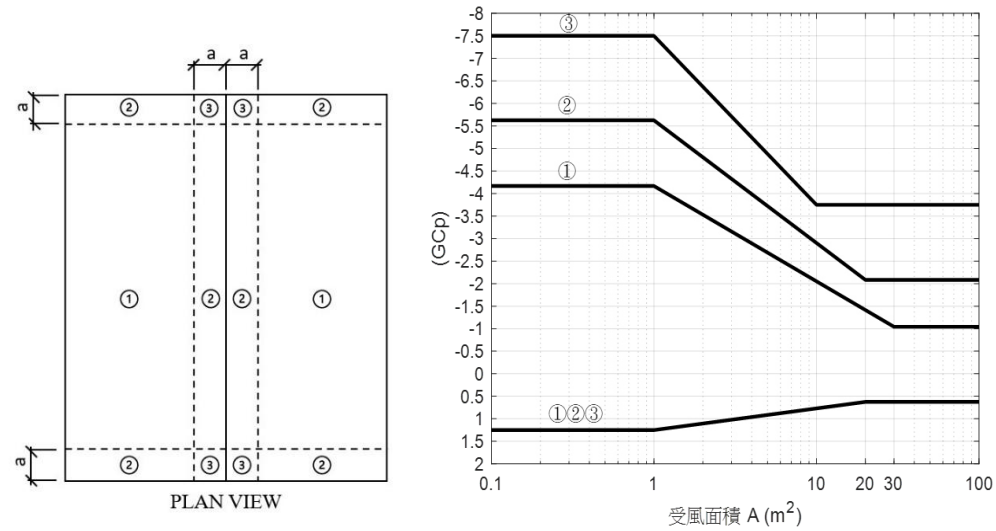 a a
a
② ③ ③ ②
① ② ② ①
a
② ③ ③ ②
PLAN VIEW
-8
-7.5
-7
-6.5
-6
-5.5
-5
-4.5
-4
-3.5
-3
-2.5
-2
-1.5
-1
-0.5
0
0.5
1
1.5
2
(GCp)
③
②
①
①②③
0.1 1 10 20 30 100
受風面積 A (m²)